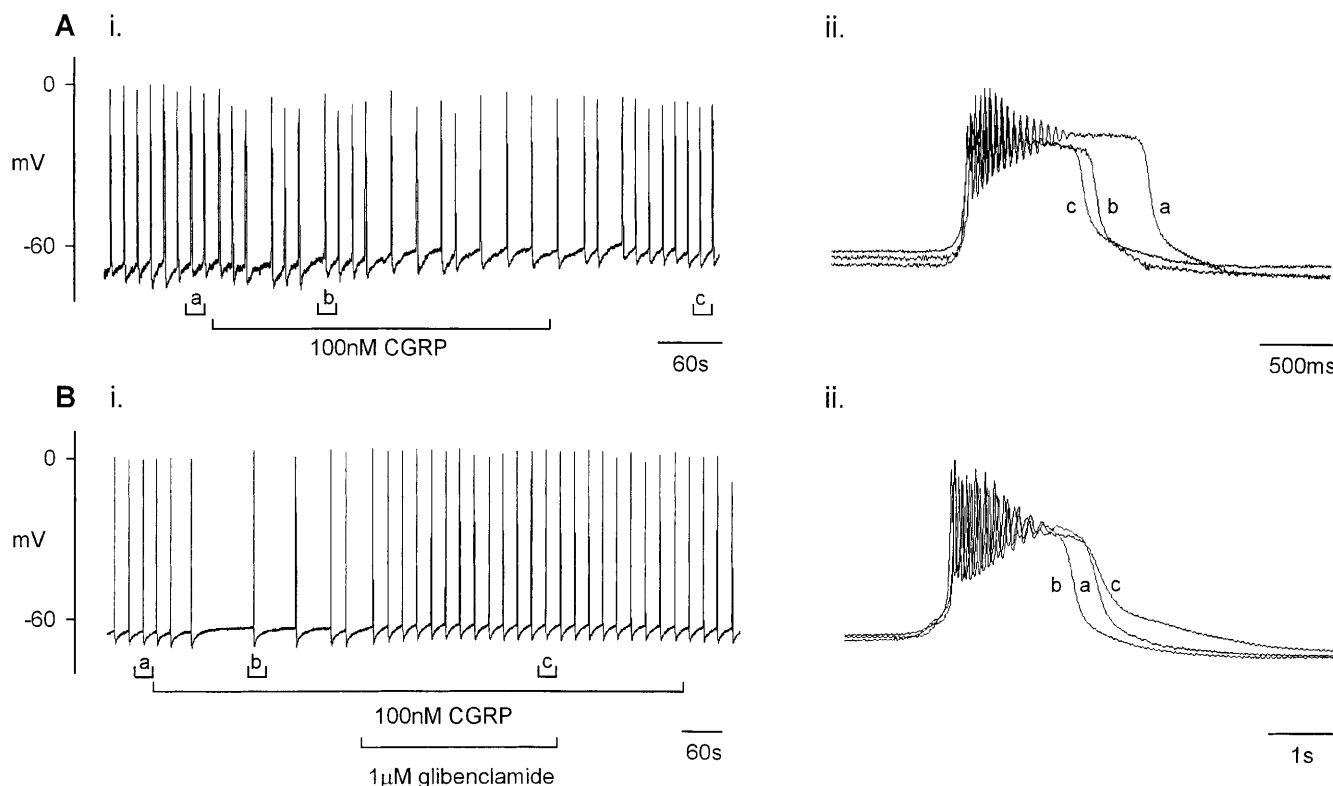 A i. ii.
0
mV
-60
a b c
100nM CGRP
60s
c b a
500ms
B i. ii.
0
mV
-60
a b c
100nM CGRP
60s
1μM glibenclamide
b a c
1s